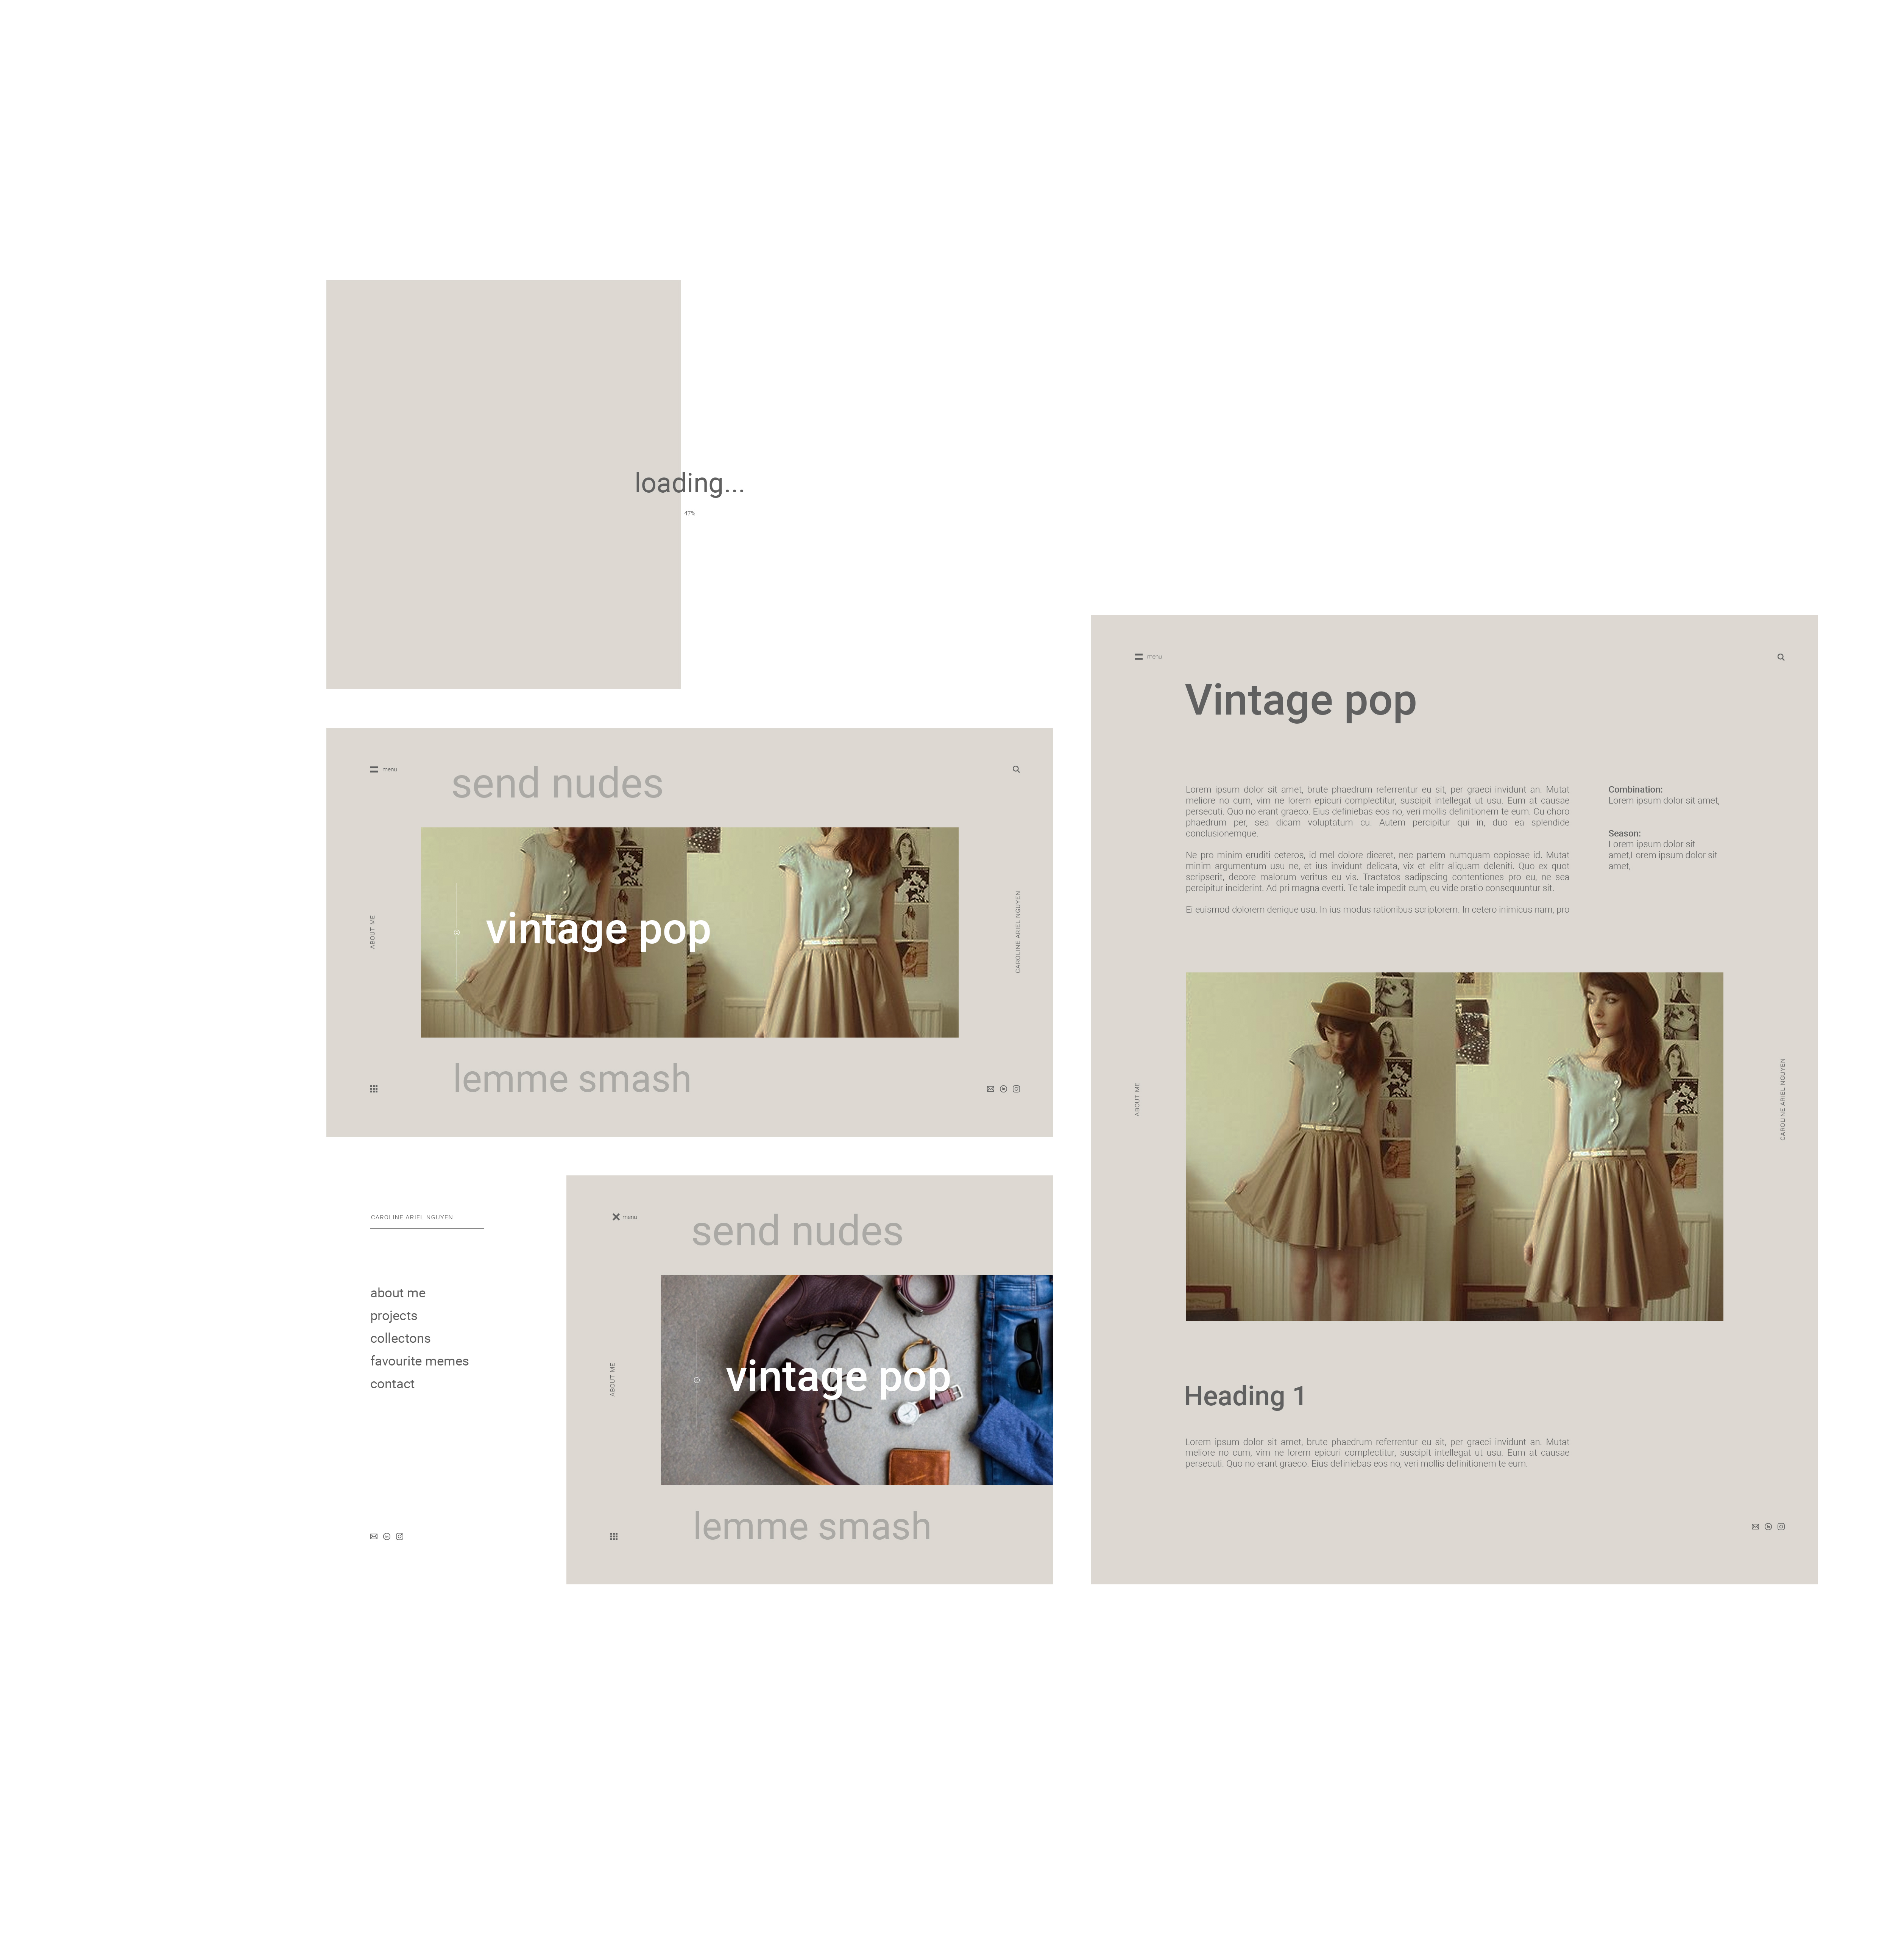 loading...
47%
menu
send nudes
ABOUT ME
vintage pop
CAROLINE ARIEL NGUYEN
lemme smash
CAROLINE ARIEL NGUYEN
about me
projects
collectons
favourite memes
contact
menu
send nudes
ABOUT ME
vintage pop
lemme smash
menu
Vintage pop
Lorem ipsum dolor sit amet, brute phaedrum referrentur eu sit, per graeci invidunt an. Mutat
meliore no cum, vim ne lorem epicuri complectitur, suscipit intellegat ut usu. Eum at causae
persecuti. Quo no erant graeco. Eius definiebas eos no, veri mollis definitionem te eum. Cu choro
phaedrum per, sea dicam voluptatum cu. Autem percipitur qui in, duo ea splendide
conclusionemque.
Ne pro minim eruditi ceteros, id mel dolore diceret, nec partem numquam copiosae id. Mutat
minim argumentum usu ne, et ius invidunt delicata, vix et elitr aliquam deleniti. Quo ex quot
scripserit, decore malorum veritus eu vis. Tractatos sadipscing contentiones pro eu, ne sea
percipitur inciderint. Ad pri magna everti. Te tale impedit cum, eu vide oratio consequuntur sit.
Ei euismod dolorem denique usu. In ius modus rationibus scriptorem. In cetero inimicus nam, pro
Combination:
Lorem ipsum dolor sit amet,
Season:
Lorem ipsum dolor sit
amet,Lorem ipsum dolor sit
amet,
ABOUT ME
CAROLINE ARIEL NGUYEN
Heading 1
Lorem ipsum dolor sit amet, brute phaedrum referrentur eu sit, per graeci invidunt an. Mutat
meliore no cum, vim ne lorem epicuri complectitur, suscipit intellegat ut usu. Eum at causae
persecuti. Quo no erant graeco. Eius definiebas eos no, veri mollis definitionem te eum.